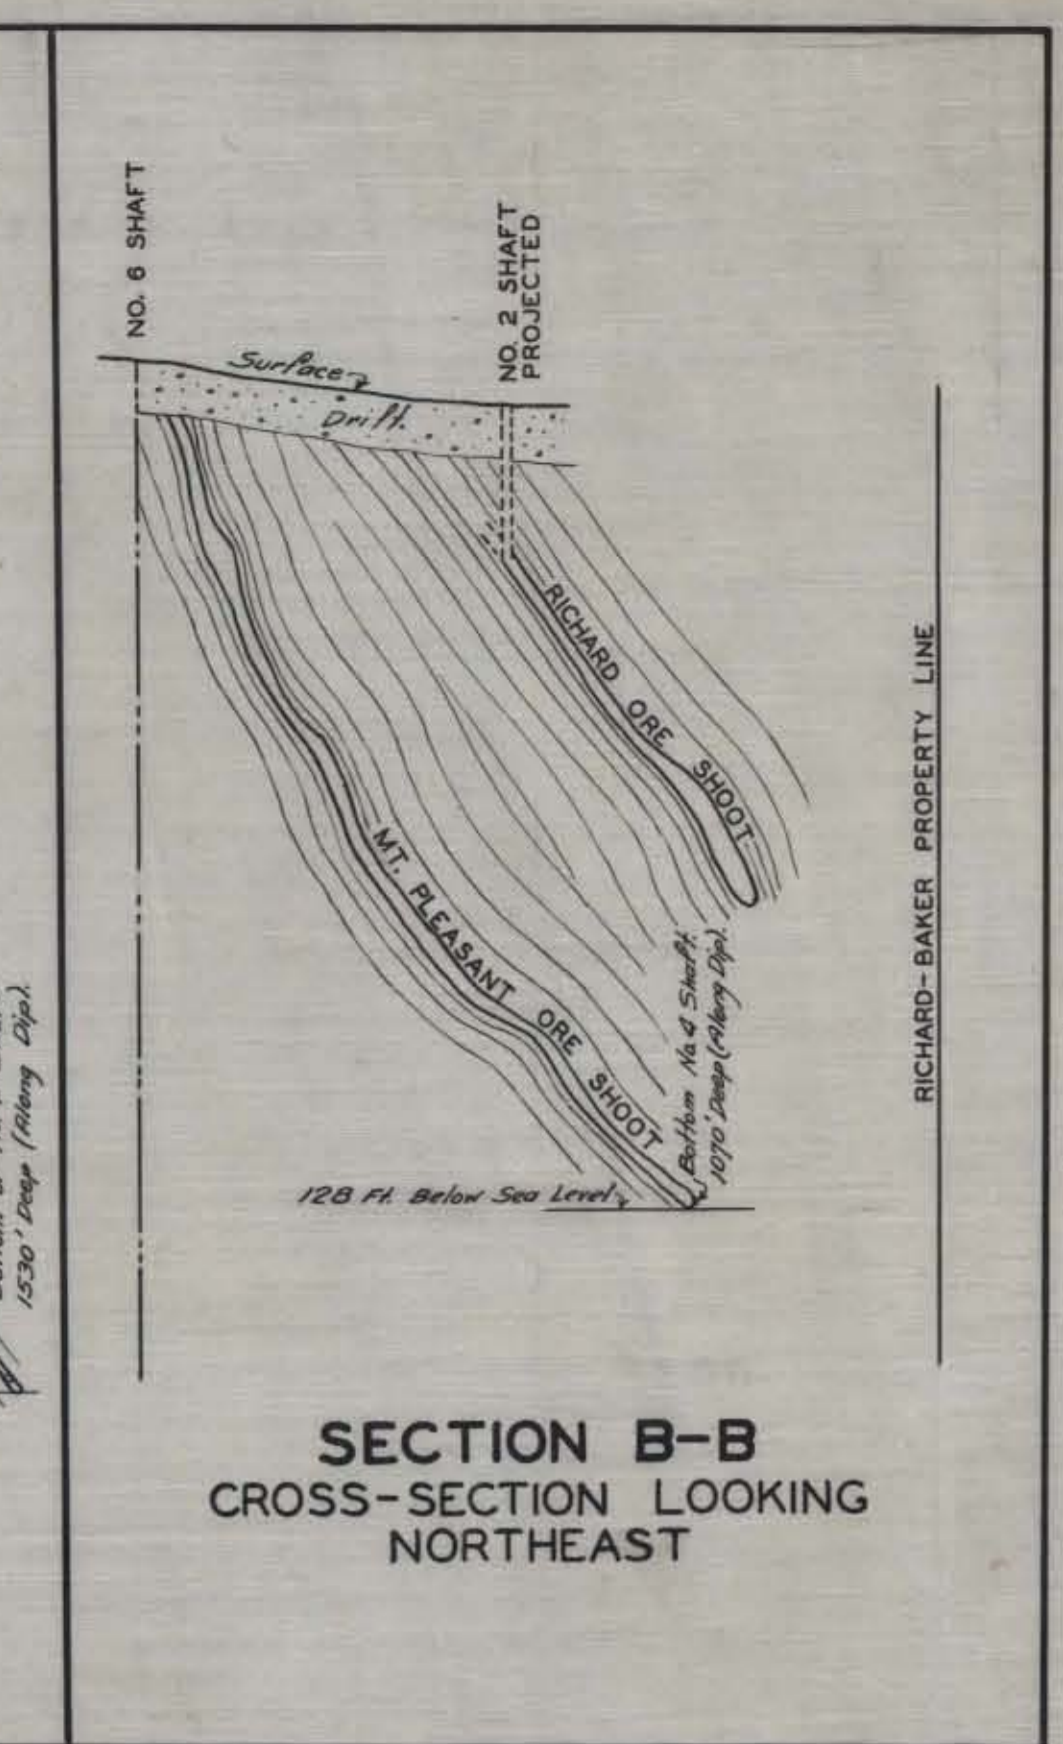 NO. 6 SHAFT
NO. 2 SHAFT
PROJECTED
Surface
Drift.
RICHARD ORE SHOOT
MT. PLEASANT ORE SHOOT
Bottom No. 4 Shaft.
1070' Deep (Along Dip).
128 Ft. Below Sea Level
RICHARD-BAKER PROPERTY LINE
1530' Deep (Along Dip).
SECTION B-B
CROSS-SECTION LOOKING
NORTHEAST